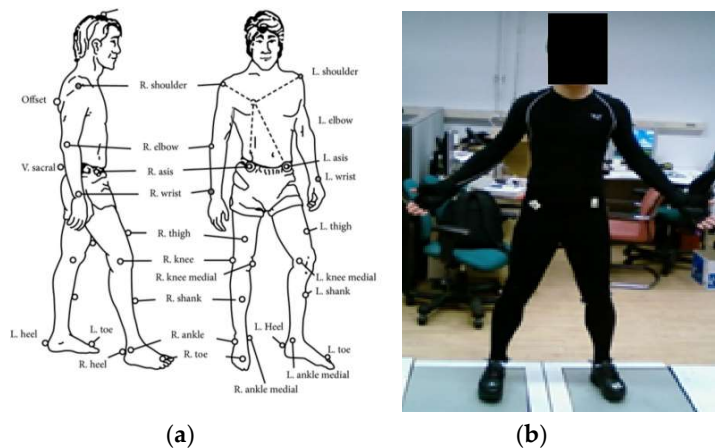 L. shoulder
R. shoulder
Offset
L. elbow
R. elbow
V. sacral
R. asis
L. asis
L. wrist
R. wrist
L. thigh
R. thigh
R. knee
R. knee medial
L. knee medial
L. shank
R. shank
L. heel
L. toe
R. heel
R. ankle
R. toe
L. Heel
L. toe
L. ankle medial
R. ankle medial
(a)
(b)